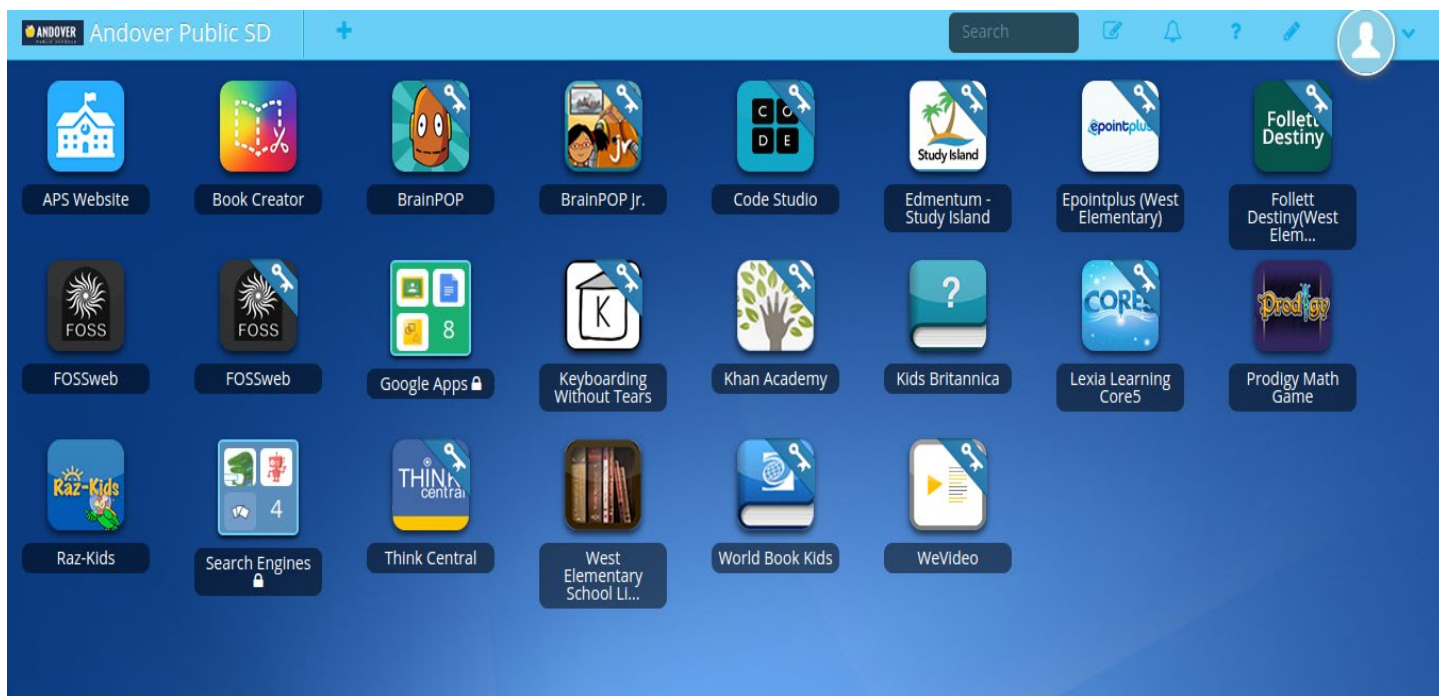 ANDOVER
PUBLIC SCHOOLS
Andover Public SD
+
Search
?
C O
D E
Study Island
epointplus
Follett
Destiny
APS Website
Book Creator
BrainPOP
jr
BrainPOP Jr.
Code Studio
Edmentum -
Study Island
Epointplus (West
Elementary)
Follett
Destiny(West
Elem...
FOSS
FOSS
8
K
?
CORE5
Prodigy
FOSSweb
FOSSweb
Google Apps
Keyboarding
Without Tears
Khan Academy
Kids Britannica
Lexia Learning
Core5
Prodigy Math
Game
Raz-Kids
4
THINK
central
Raz-Kids
Search Engines
Think Central
West
Elementary
School Li...
World Book Kids
WeVideo